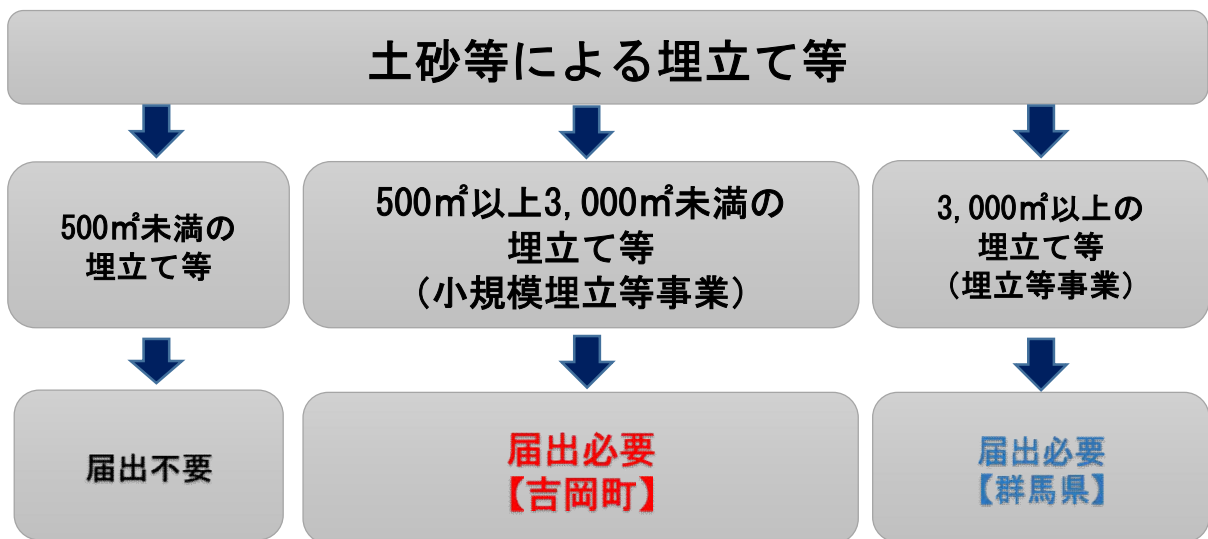 土砂等による埋立て等
500㎡未満の
埋立て等
500㎡以上3,000㎡未満の
埋立て等
（小規模埋立等事業）
3,000㎡以上の
埋立て等
（埋立等事業）
届出不要
届出必要
【吉岡町】
届出必要
【群馬県】